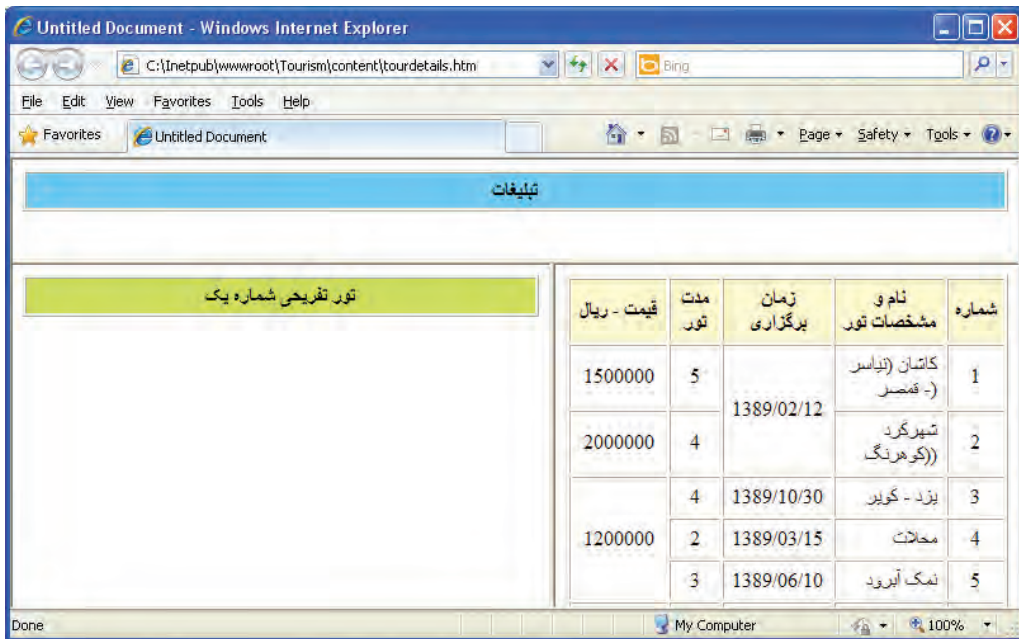 Untitled Document - Windows Internet Explorer
C:\Inetpub\wwwroot\Tourism\content\tourdetails.htm
Bing
File Edit View Favorites Tools Help
Favorites
Untitled Document
Page Safety Tools
تبلیغات
تور تفریحی شماره یک
شماره
نام و
مشخصات تور
زمان
برگزاری
مدت
تور
قیمت - ریال
1
کاشان (نیاسر
(- قمصر
1389/02/12
5
1500000
2
شهرکرد
((کوهرنگ
4
2000000
3
یزد - کویر
1389/10/30
4
1200000
4
محلات
1389/03/15
2
5
نمک آبرود
1389/06/10
3
Done
My Computer
100%